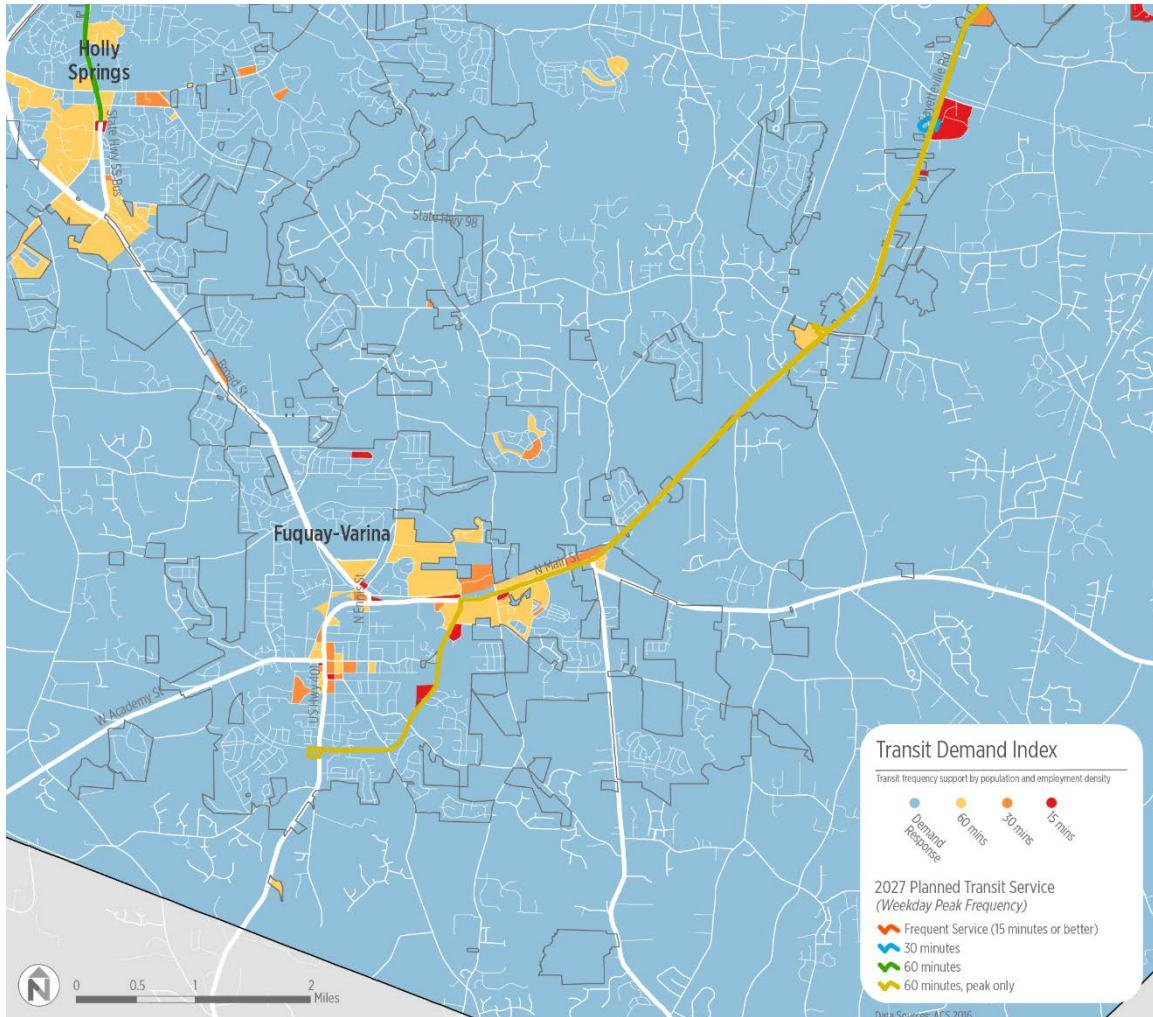 Holly
Springs
State Hwy 55 Bus
Fayetteville Rd
State Hwy 98
Broad St
Fuquay-Varina
N Main St
N Ennis St
W Academy St
US Hwy 401
Transit Demand Index
Transit frequency support by population and employment density
Demand
Response
60 mins
30 mins
15 mins
2027 Planned Transit Service
(Weekday Peak Frequency)
Frequent Service (15 minutes or better)
30 minutes
60 minutes
60 minutes, peak only
N
0 0.5 1 2
Miles
Data Sources: ACS 2016